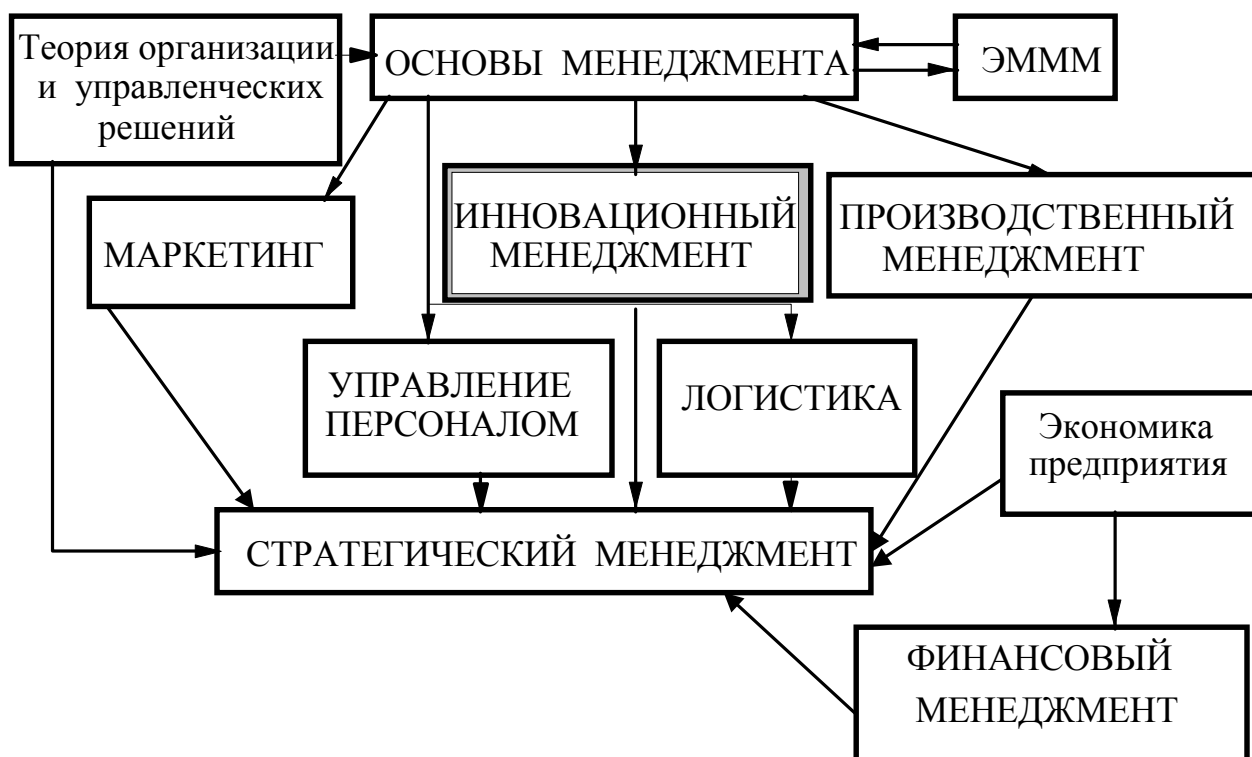 Теория организации
и управленческих
решений
ОСНОВЫ МЕНЕДЖМЕНТА
ЭМММ
МАРКЕТИНГ
ИННОВАЦИОННЫЙ
МЕНЕДЖМЕНТ
ПРОИЗВОДСТВЕННЫЙ
МЕНЕДЖМЕНТ
УПРАВЛЕНИЕ
ПЕРСОНАЛОМ
ЛОГИСТИКА
Экономика
предприятия
СТРАТЕГИЧЕСКИЙ МЕНЕДЖМЕНТ
ФИНАНСОВЫЙ
МЕНЕДЖМЕНТ